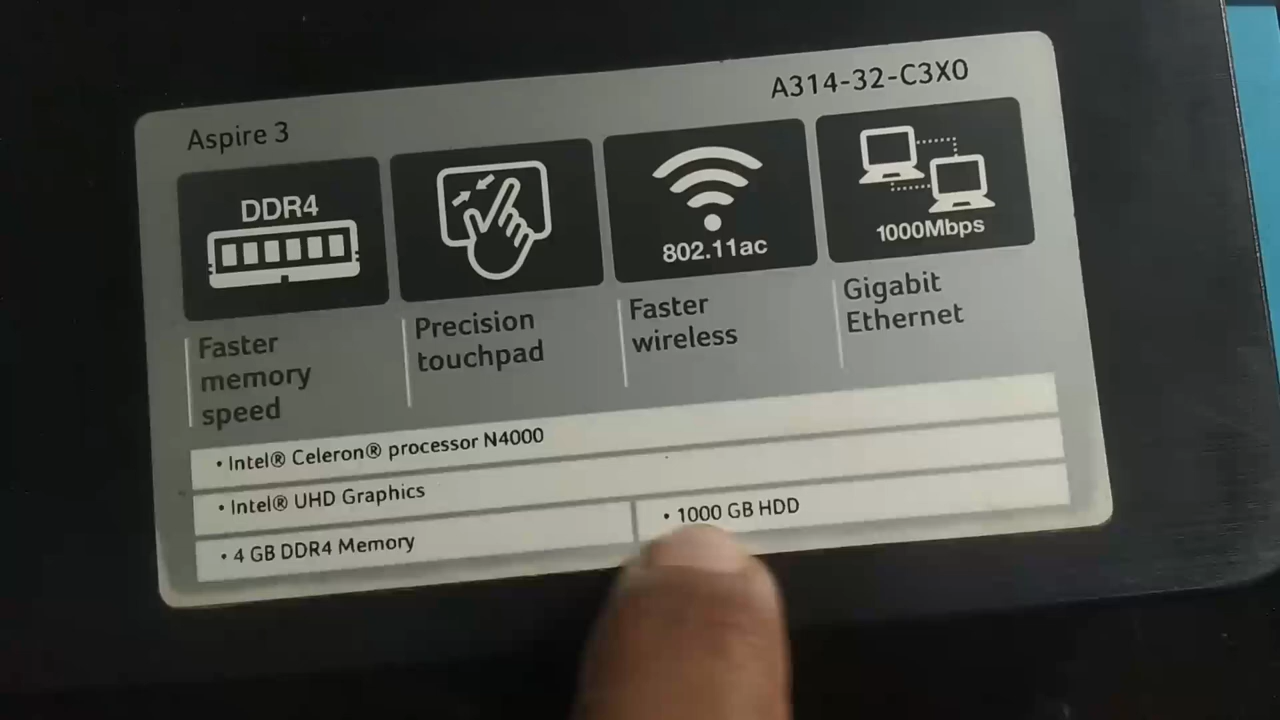 Aspire 3
A314-32-C3X0
DDR4
802.11ac
1000Mbps
Faster
memory
speed
Precision
touchpad
Faster
wireless
Gigabit
Ethernet
• Intel® Celeron® processor N4000
• Intel® UHD Graphics
• 4 GB DDR4 Memory
• 1000 GB HDD